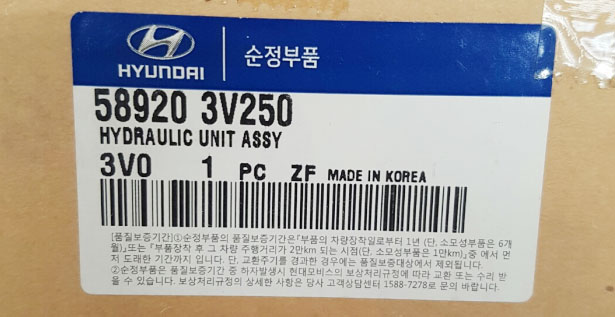 HYUNDAI
순정부품
58920 3V250
HYDRAULIC UNIT ASSY
3V0 1 PC ZF MADE IN KOREA
[품질보증기간]①순정부품의 품질보증기간은『부품의 차량장착일로부터 1년 (단, 소모성부품은 6개
월)』또는 『부품장착 후 그 차량 주행거리가 2만km 되는 시점(단, 소모성부품은 1만km)』중 에서 먼
저 도래한 기간까지 입니다. 단, 교환주기를 경과한 경우에는 품질보증대상에서 제외됩니다.
②순정부품은 품질보증기간 중 하자발생시 현대모비스의 보상처리규정에 따라 교환 또는 수리 받
을 수 있습니다. 보상처리규정의 상세한 사항은 당사 고객상담센터 1588-7278로 문의 바랍니다.